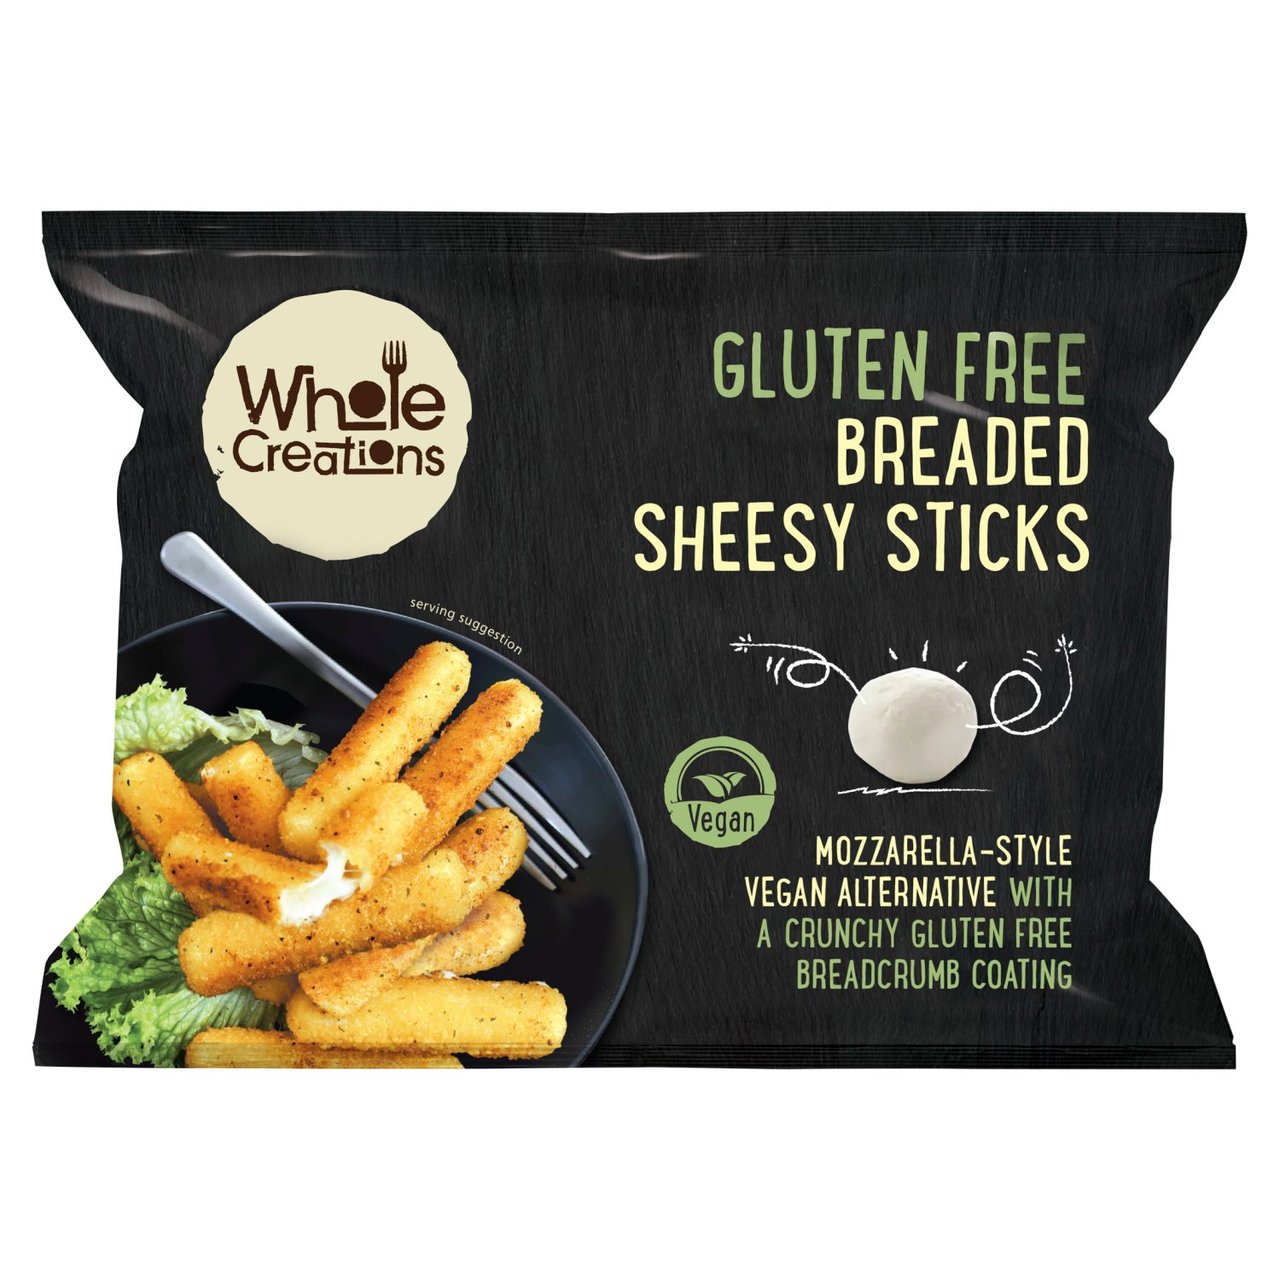 Whole
Creations
GLUTEN FREE
BREADED
SHEESY STICKS
serving suggestion
Vegan
MOZZARELLA-STYLE
VEGAN ALTERNATIVE WITH
A CRUNCHY GLUTEN FREE
BREADCRUMB COATING